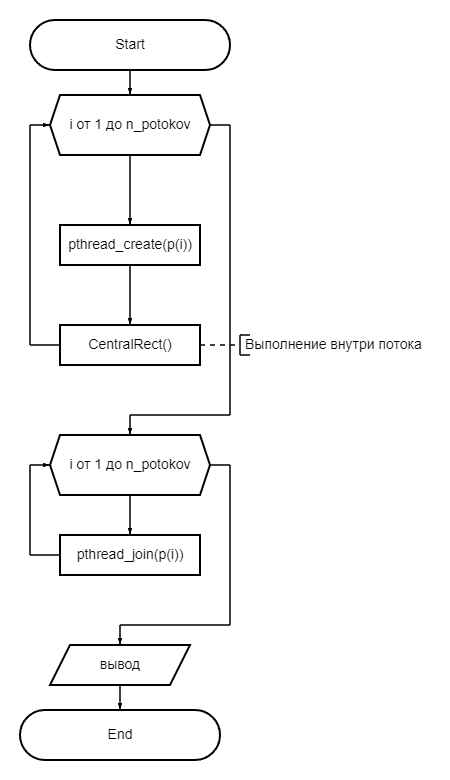 Start
i от 1 до n_potokov
pthread_create(p(i))
CentralRect()
Выполнение внутри потока
i от 1 до n_potokov
pthread_join(p(i))
вывод
End